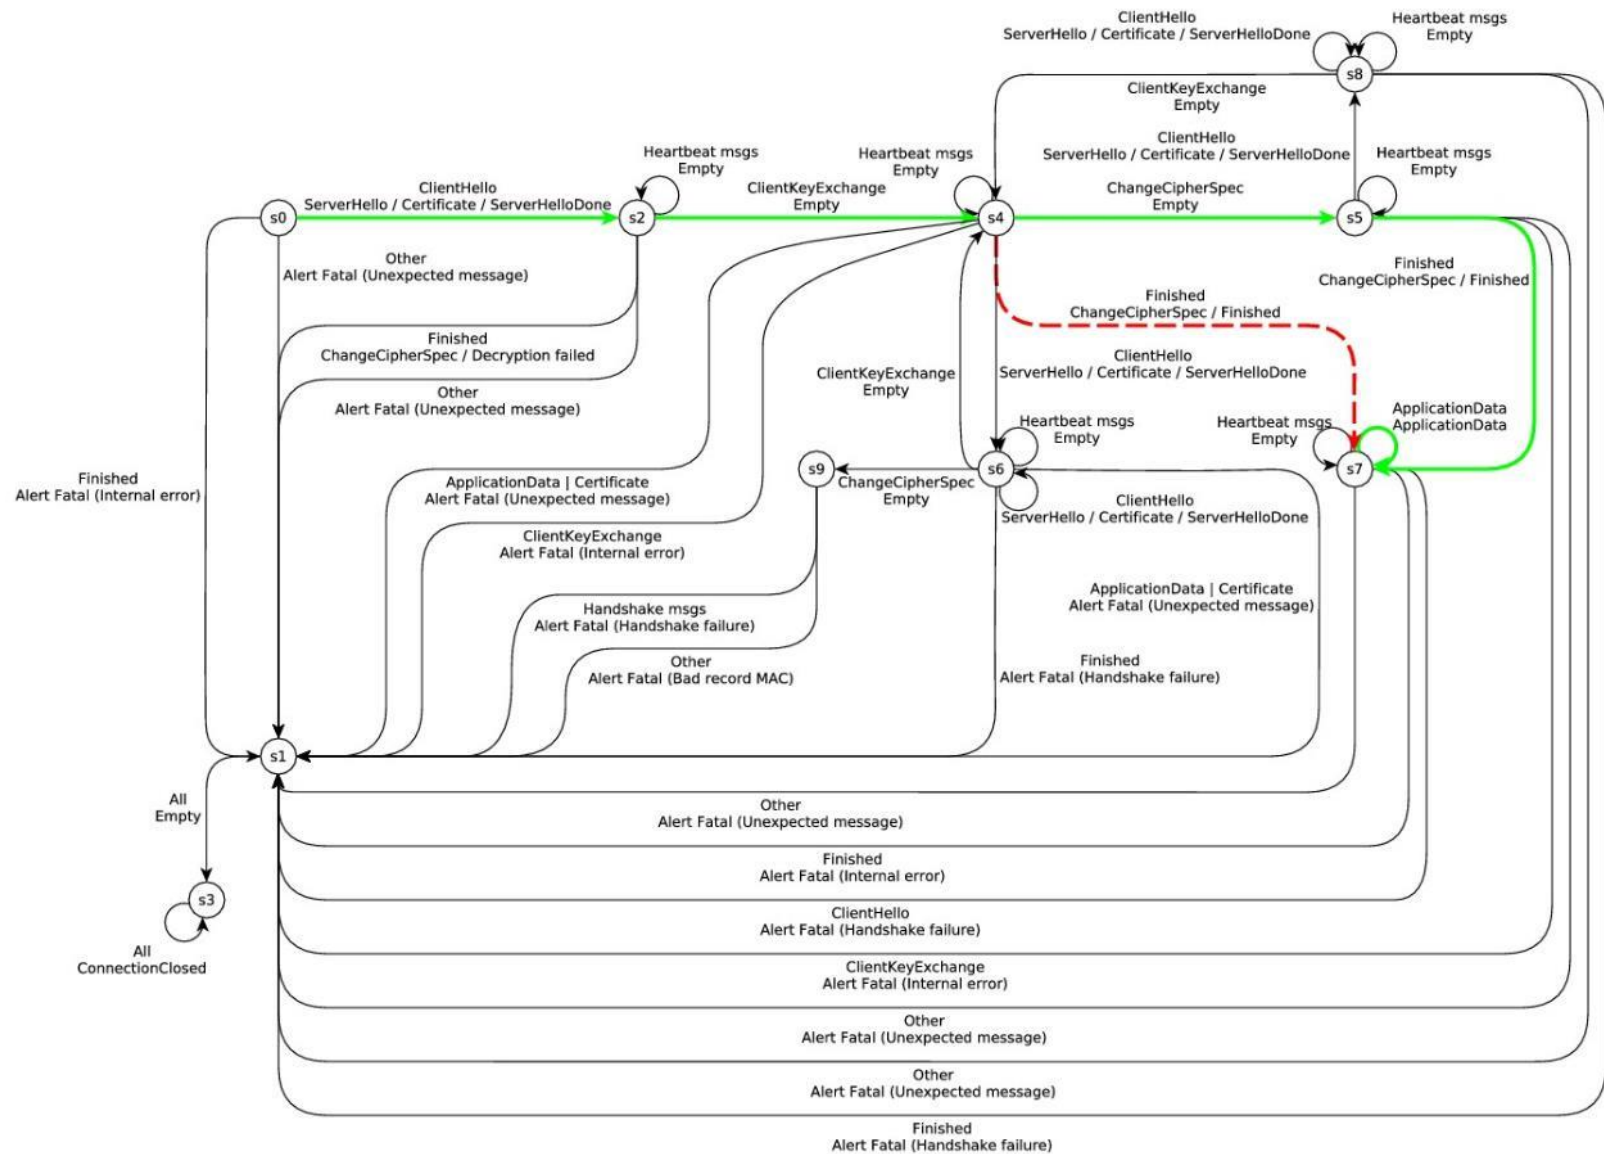 ClientHello
ServerHello / Certificate / ServerHelloDone
Heartbeat msgs
Empty
s8
ClientKeyExchange
Empty
ClientHello
ServerHello / Certificate / ServerHelloDone
Heartbeat msgs
Empty
Heartbeat msgs
Empty
Heartbeat msgs
Empty
s0
ClientHello
ServerHello / Certificate / ServerHelloDone
s2
ClientKeyExchange
Empty
s4
ChangeCipherSpec
Empty
s5
Other
Alert Fatal (Unexpected message)
Finished
ChangeCipherSpec / Finished
Finished
ChangeCipherSpec / Finished
Finished
ChangeCipherSpec / Decryption failed
ClientHello
ServerHello / Certificate / ServerHelloDone
ClientKeyExchange
Empty
Other
Alert Fatal (Unexpected message)
Heartbeat msgs
Empty
Heartbeat msgs
Empty
ApplicationData
ApplicationData
s9
s6
s7
Finished
Alert Fatal (Internal error)
ApplicationData | Certificate
Alert Fatal (Unexpected message)
ChangeCipherSpec
Empty
ClientHello
ServerHello / Certificate / ServerHelloDone
ClientKeyExchange
Alert Fatal (Internal error)
ApplicationData | Certificate
Alert Fatal (Unexpected message)
Handshake msgs
Alert Fatal (Handshake failure)
Other
Alert Fatal (Bad record MAC)
Finished
Alert Fatal (Handshake failure)
s1
All
Empty
Other
Alert Fatal (Unexpected message)
Finished
Alert Fatal (Internal error)
s3
ClientHello
Alert Fatal (Handshake failure)
All
ConnectionClosed
ClientKeyExchange
Alert Fatal (Internal error)
Other
Alert Fatal (Unexpected message)
Other
Alert Fatal (Unexpected message)
Finished
Alert Fatal (Handshake failure)